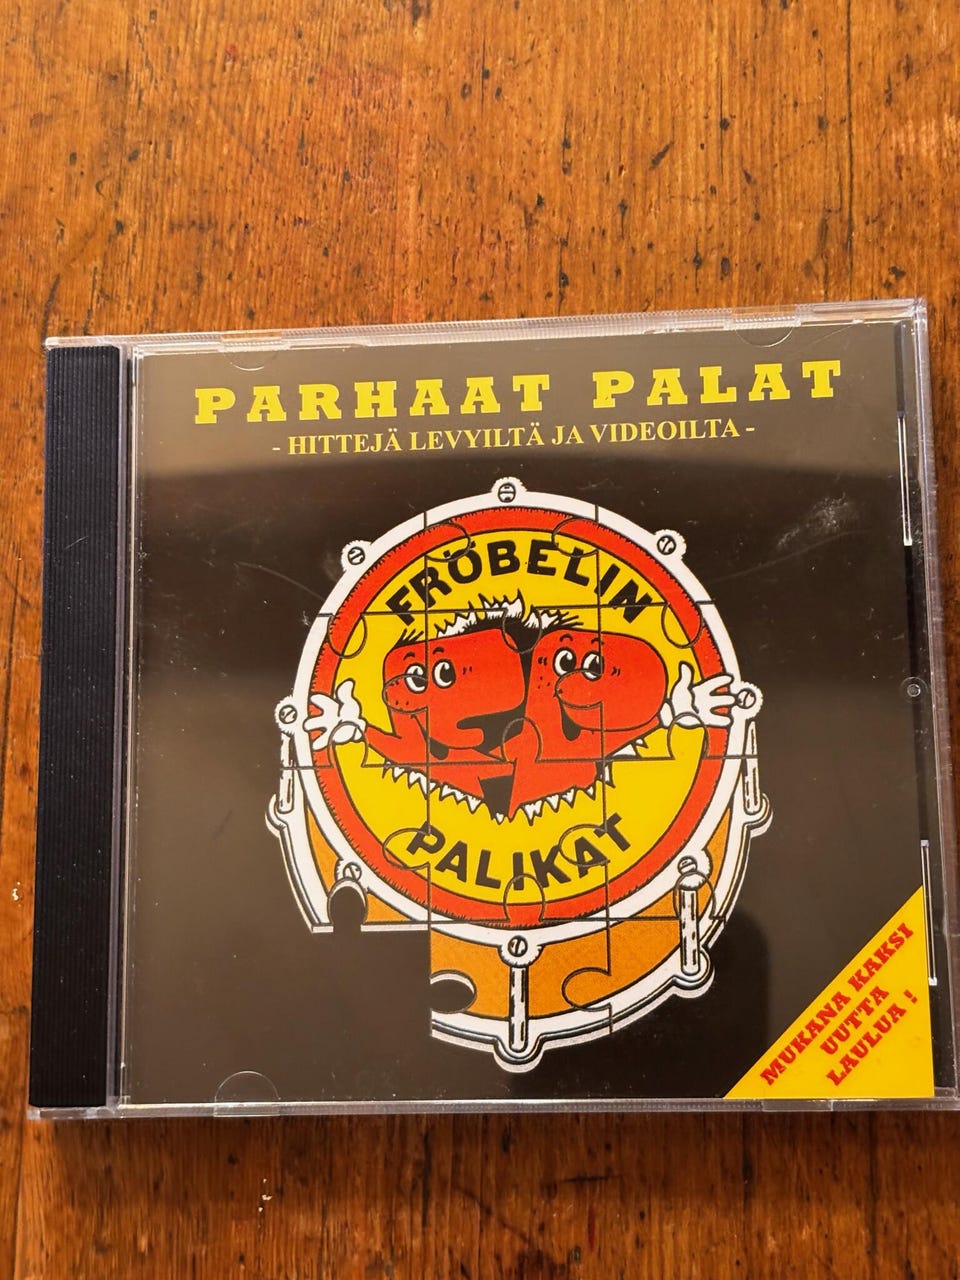 PARHAAT PALAT
- HITTEJÄ LEVYILTÄ JA VIDEOILTA -
FRÖBELIN
PALIKAT
MUKANA KAKSI
UUTTA
LAULUA !